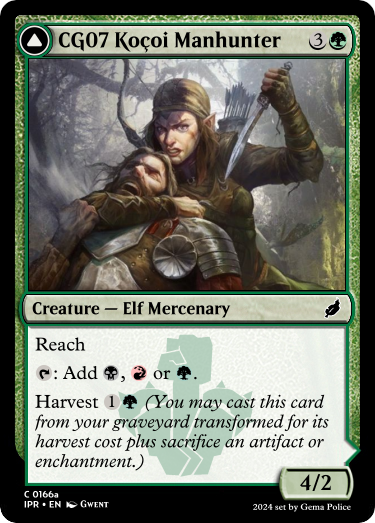 CG07 Koçoi Manhunter 3
Creature — Elf Mercenary
Reach
: Add , or .
Harvest 1 (You may cast this card
from your graveyard transformed for its
harvest cost plus sacrifice an artifact or
enchantment.)
4/2
C 0166a
IPR • EN Gwent
2024 set by Gema Police